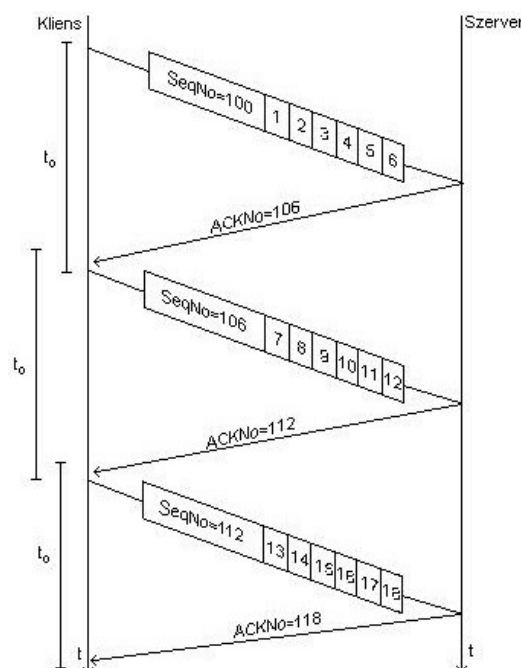 Kliens
Szerver
SeqNo=100 1 2 3 4 5 6
t₀
ACKNo=106
SeqNo=106 7 8 9 10 11 12
t₀
ACKNo=112
SeqNo=112 13 14 15 16 17 18
t₀
ACKNo=118
t
t